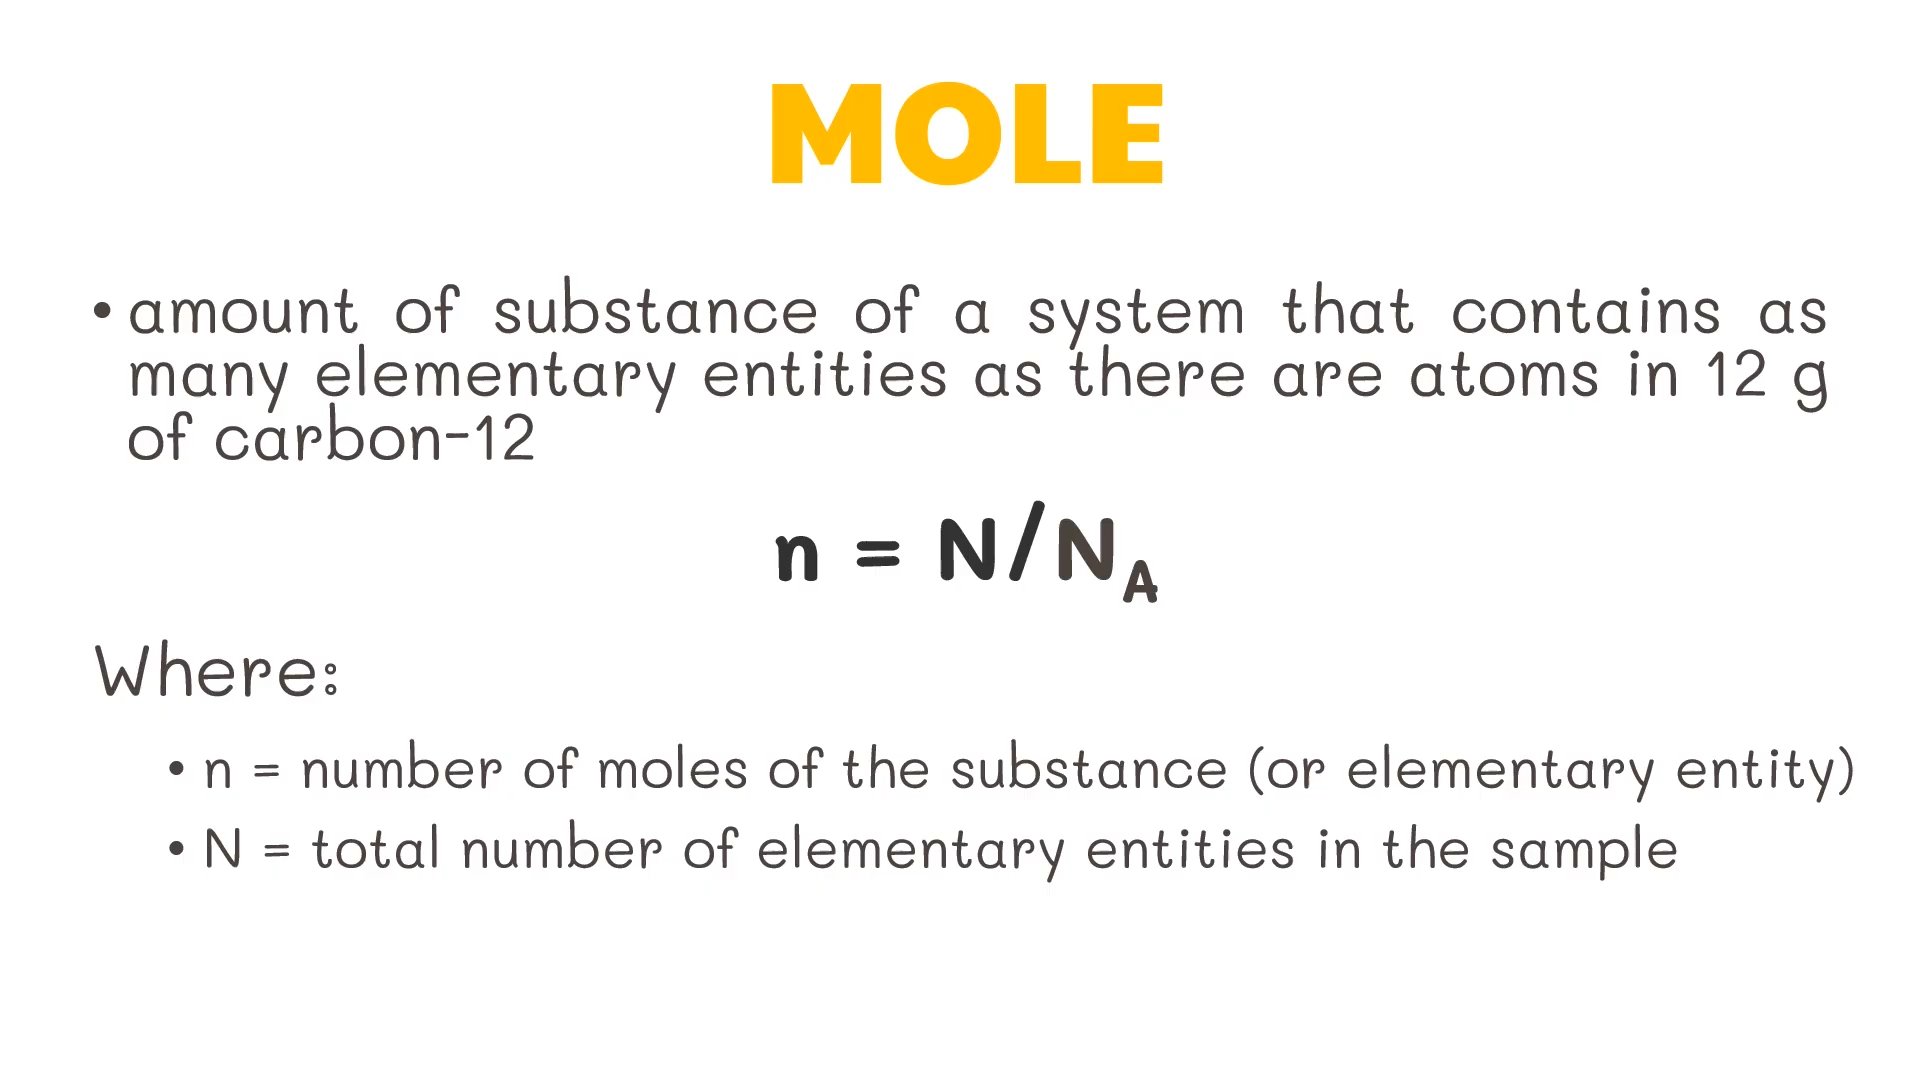 MOLE
• amount of substance of a system that contains as
many elementary entities as there are atoms in 12 g
of carbon-12
n = N/N_A
Where:
• n = number of moles of the substance (or elementary entity)
• N = total number of elementary entities in the sample